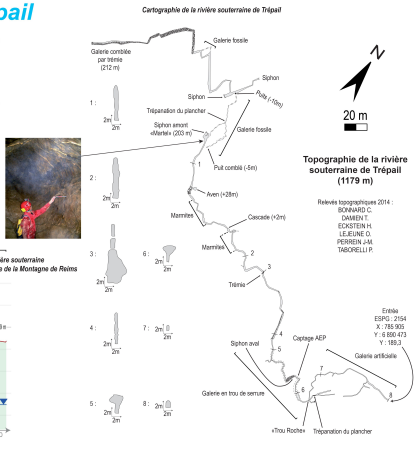 pail
Cartographie de la rivière souterraine de Trépail
Galerie comblée
par trémie
(212 m)
Galerie fossile
Siphon
Siphon
Puits (-10m)
Trépanation du plancher
Siphon amont
«Martel» (203 m)
Galerie fossile
Puit comblé (-5m)
N
20 m
Topographie de la rivière
souterraine de Trépail
(1179 m)
Relevés topographiques 2014 :
BONNARD C.
DAMIEN T.
ECKSTEIN H.
LEJEUNE O.
PERREIN J-M.
TABORELLI P.
1 :
2m
2m
1
2 :
2m
2m
Aven (+28m)
Marmites
Cascade (+2m)
Marmites
2
3
Trémie
3 :
2m
2m
6 :
2m
2m
ère souterraine
e de la Montagne de Reims
4 :
2m
2m
7 :
2m
2m
5 :
2m
2m
8 :
2m
2m
4
5
Siphon aval
Captage AEP
Galerie en trou de serrure
6
7
8
Galerie artificielle
Entrée
ESPG : 2154
X : 785 905
Y : 6 890 473
Y : 189,3
«Trou Roche»
Trépanation du plancher